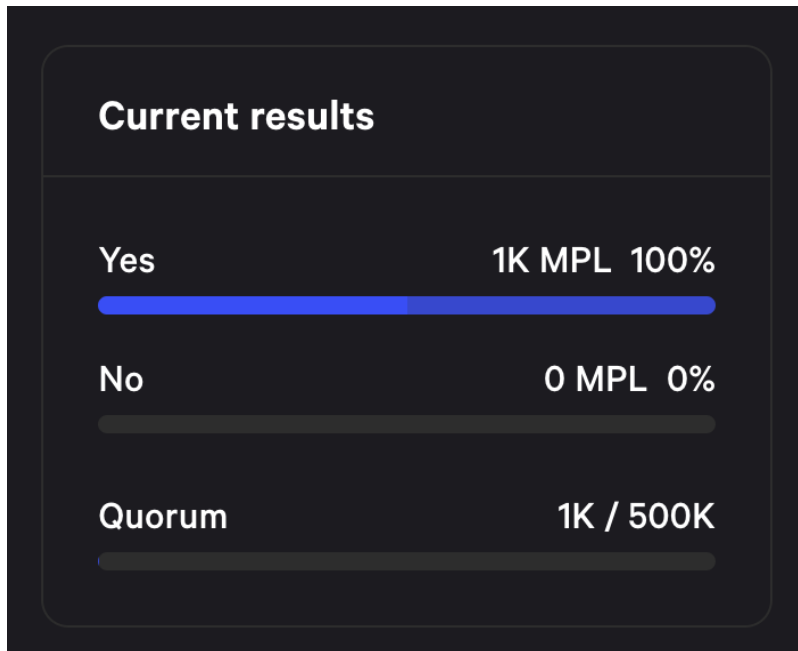 Current results
Yes 1K MPL 100%
No 0 MPL 0%
Quorum 1K / 500K